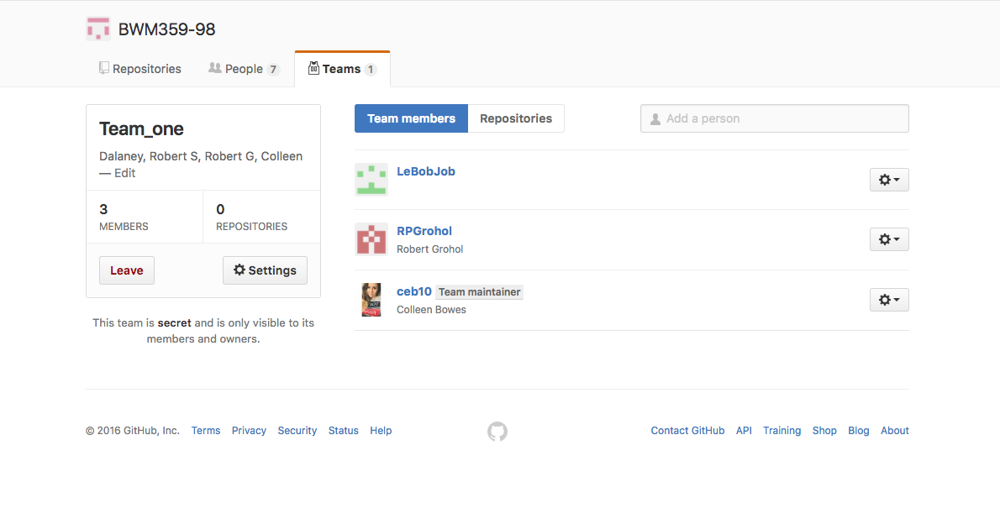 BWM359-98
Repositories People 7 Teams 1
Team_one
Dalaney, Robert S, Robert G, Colleen
— Edit
3
MEMBERS
0
REPOSITORIES
Leave
Settings
This team is secret and is only visible to its
members and owners.
Team members Repositories
Add a person
LeBobJob
RPGrohol
Robert Grohol
ceb10 Team maintainer
Colleen Bowes
© 2016 GitHub, Inc. Terms Privacy Security Status Help
Contact GitHub API Training Shop Blog About